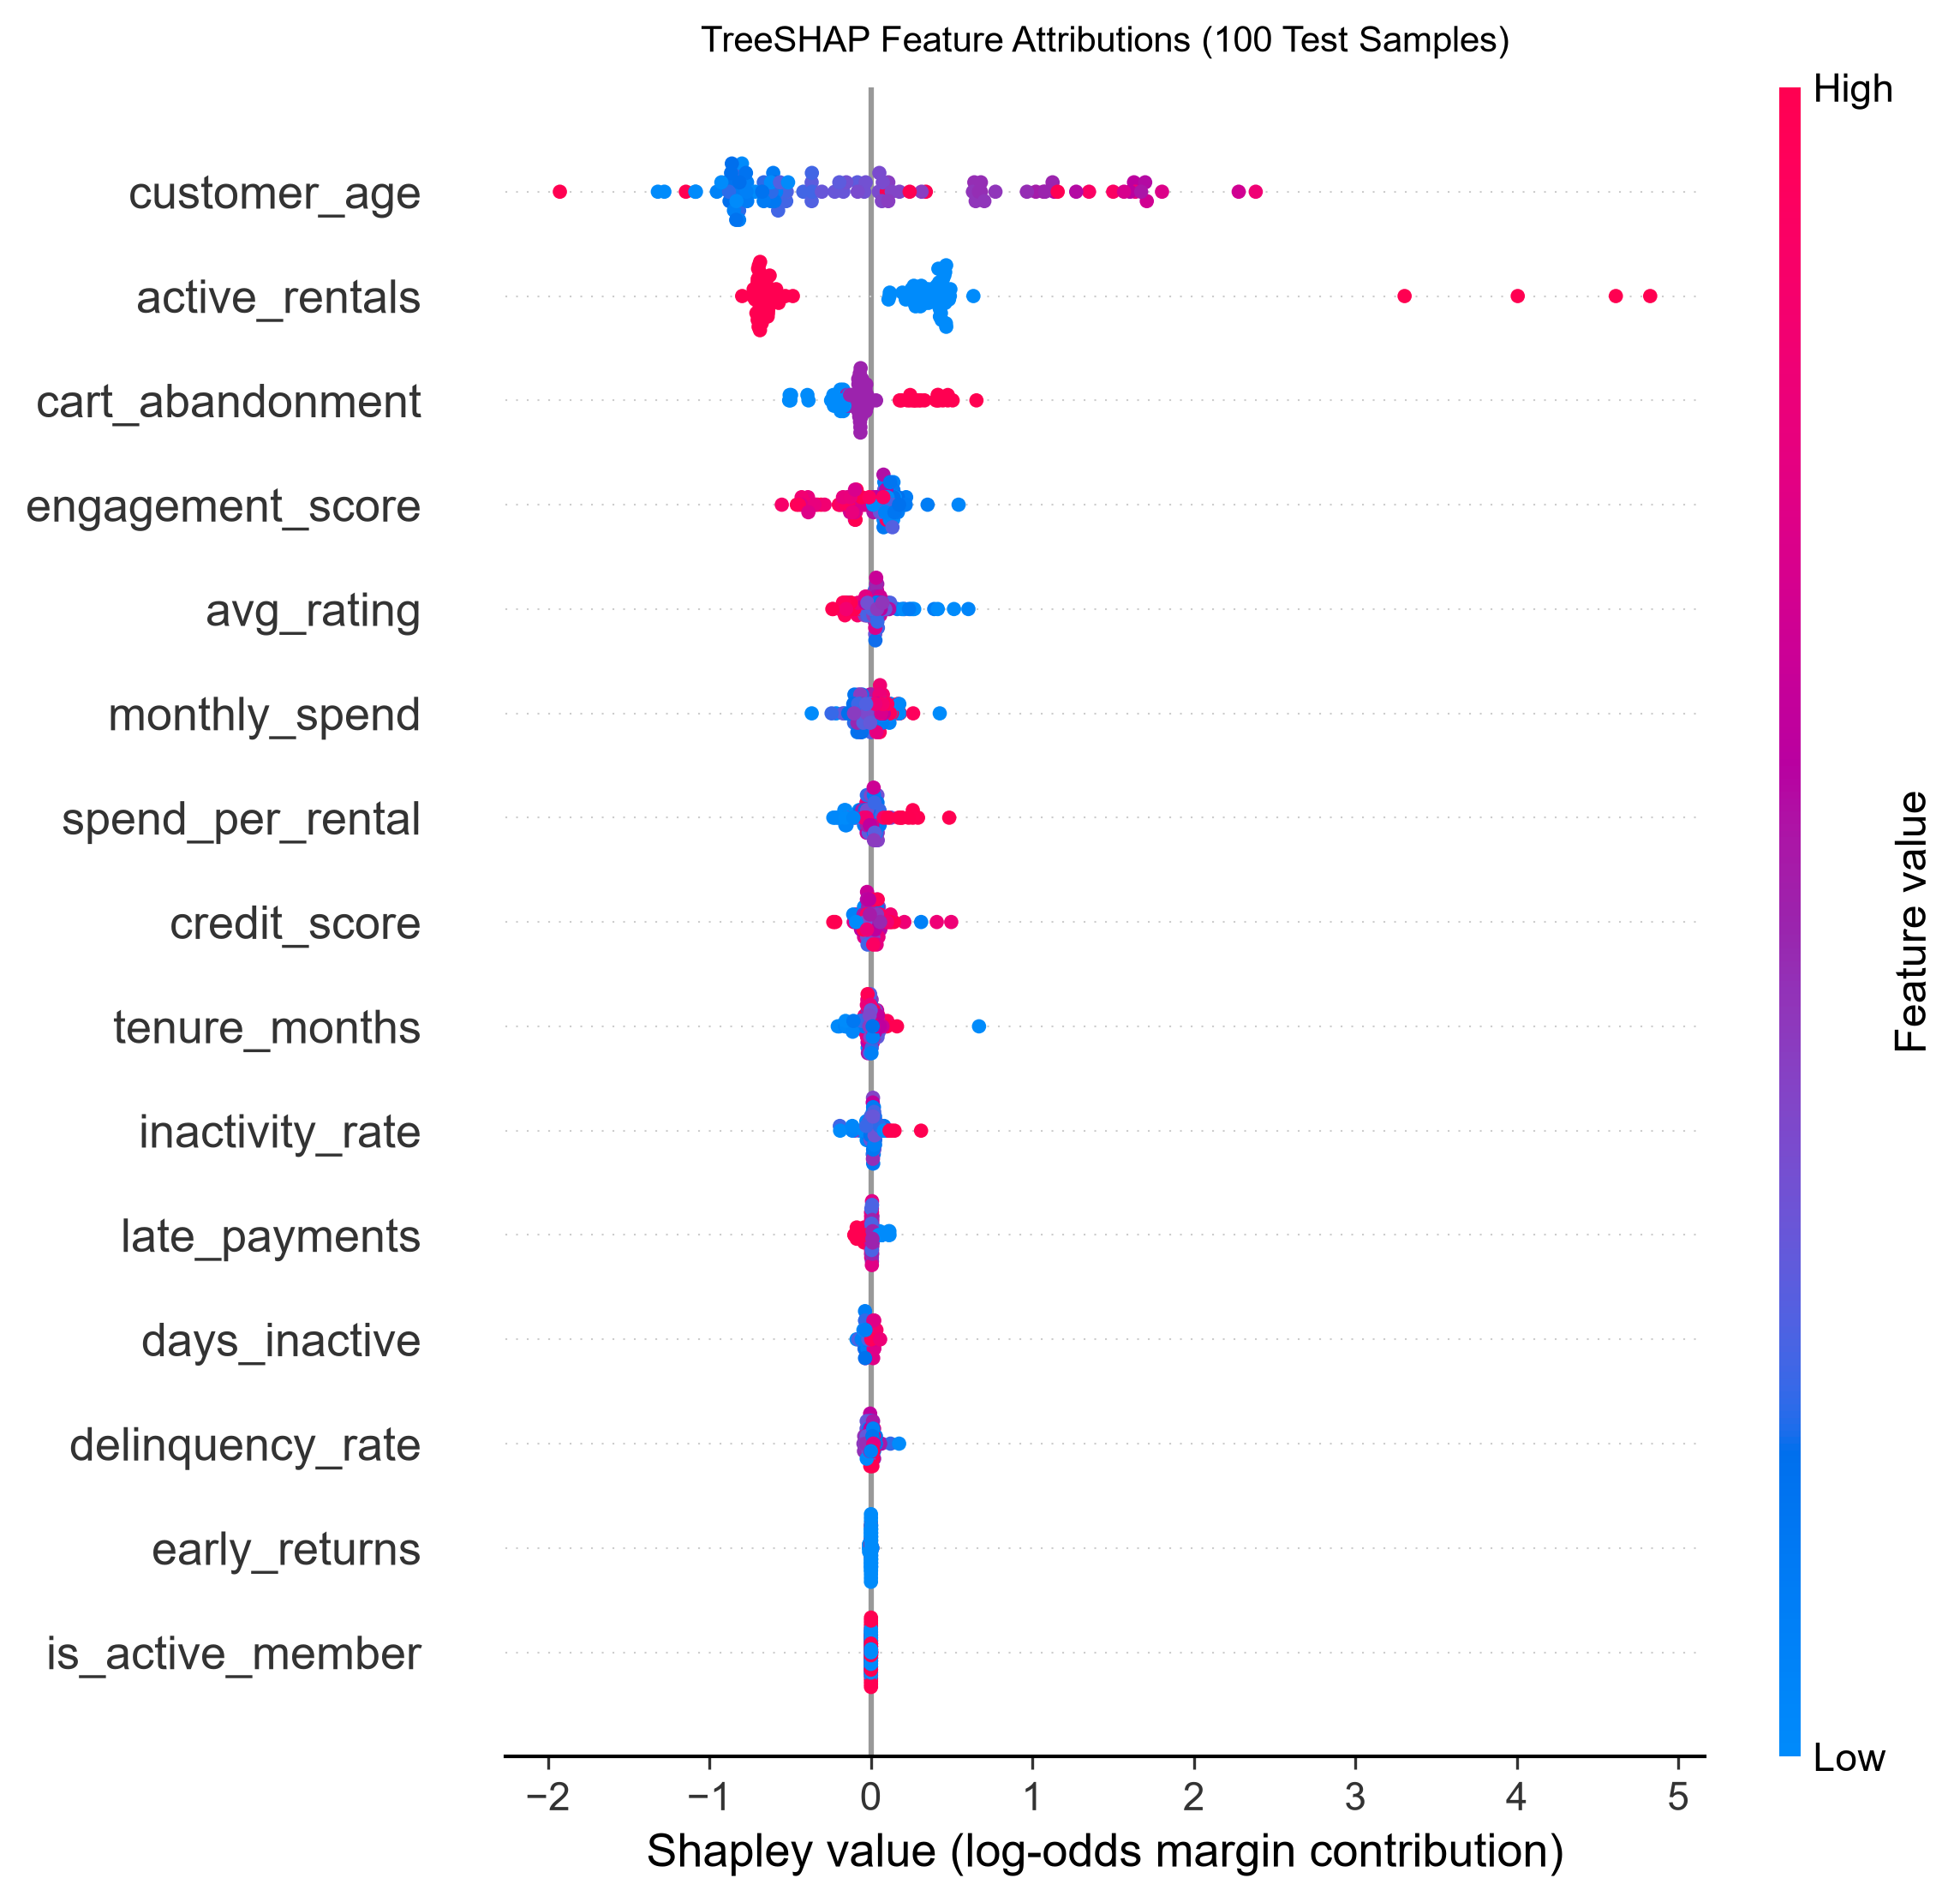 TreeSHAP Feature Attributions (100 Test Samples)
High
customer_age
active_rentals
cart_abandonment
engagement_score
avg_rating
monthly_spend
spend_per_rental
credit_score
tenure_months
inactivity_rate
late_payments
days_inactive
delinquency_rate
early_returns
is_active_member
Feature value
Low
−2 −1 0 1 2 3 4 5
Shapley value (log-odds margin contribution)